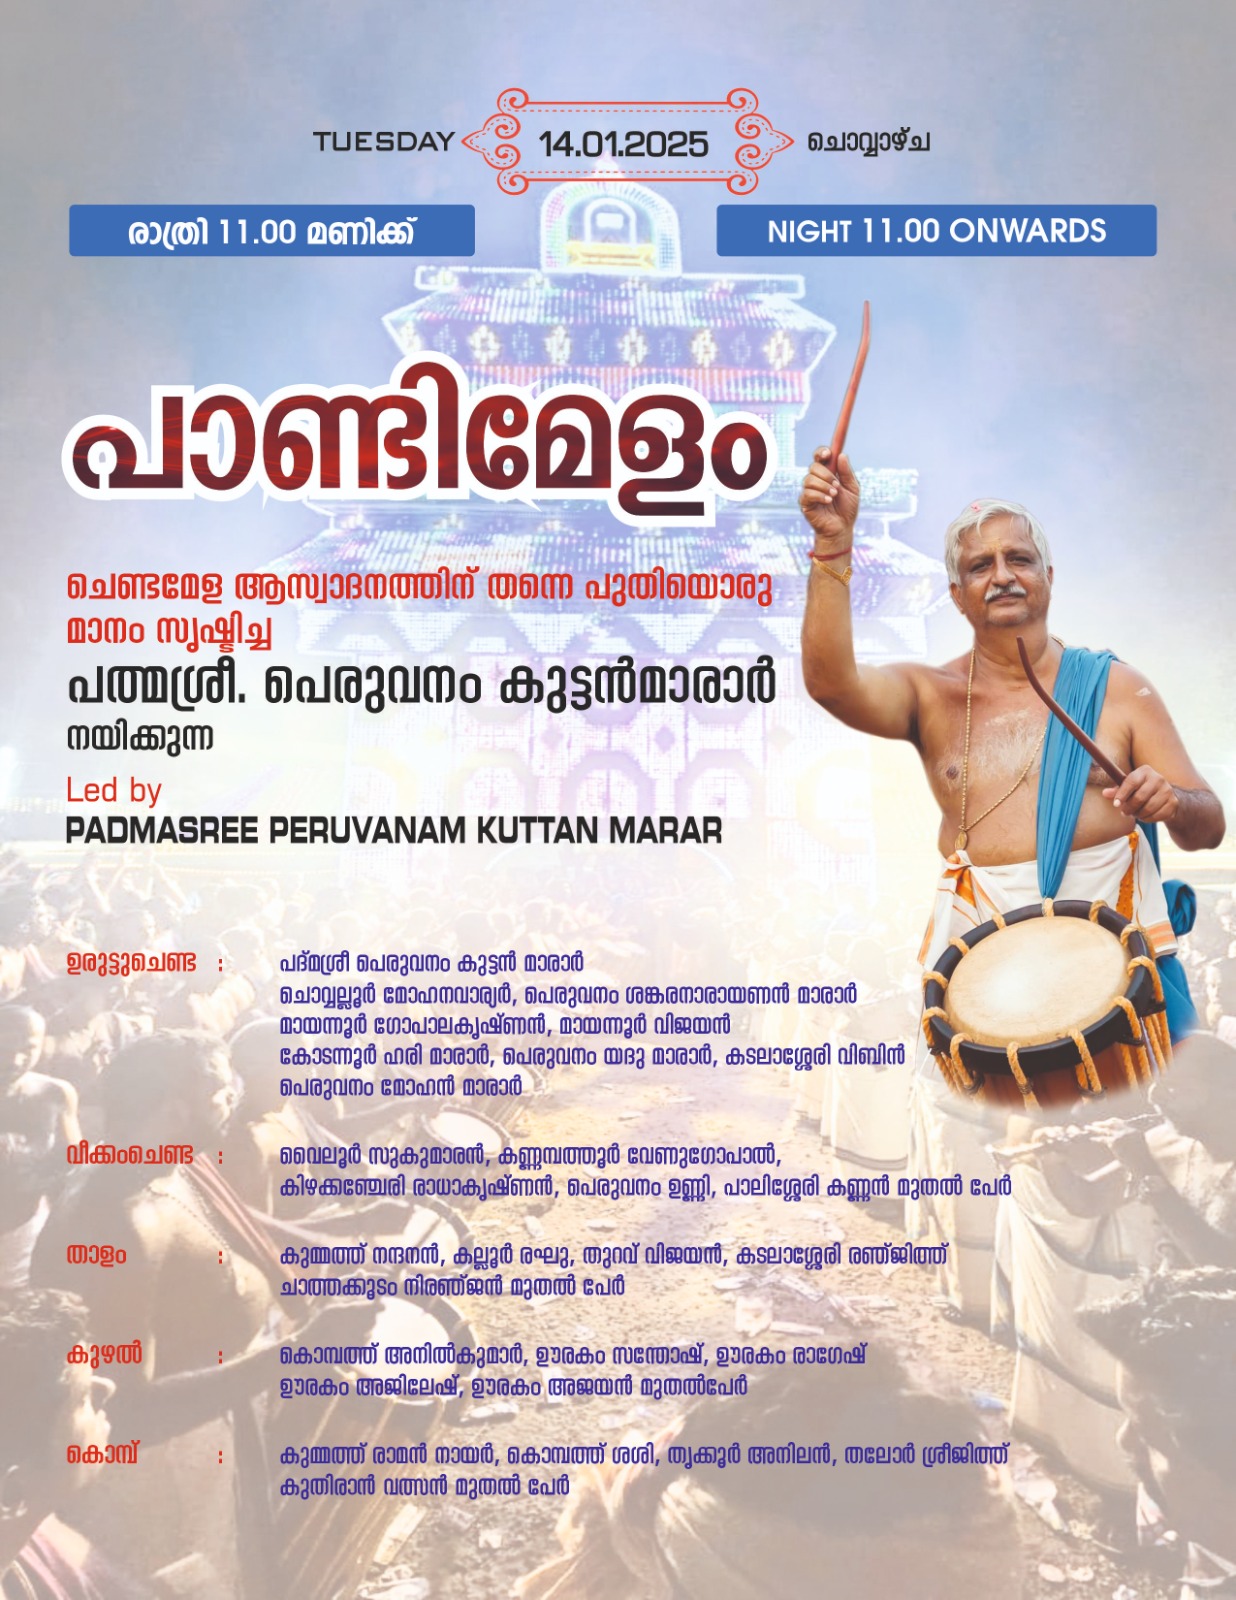 TUESDAY 14.01.2025 ചൊവ്വാഴ്ച
രാത്രി 11.00 മണിക്ക് NIGHT 11.00 ONWARDS
പാണ്ടിമേളം
ചെണ്ടമേള ആസ്വാദനത്തിന് തന്നെ പുതിയൊരു
മാനം സൃഷ്ടിച്ച
പത്മശ്രീ. പെരുവനം കുട്ടൻമാരാർ
നയിക്കുന്ന
Led by
PADMASREE PERUVANAM KUTTAN MARAR
ഉരുട്ടുചെണ്ട : പദ്മശ്രീ പെരുവനം കുട്ടൻ മാരാർ
ചൊവ്വല്ലൂർ മോഹനവാര്യർ, പെരുവനം ശങ്കരനാരായണൻ മാരാർ
മായന്നൂർ ഗോപാലകൃഷ്ണൻ, മായന്നൂർ വിജയൻ
കോടന്നൂർ ഹരി മാരാർ, പെരുവനം യദു മാരാർ, കടലാശ്ശേരി വിബിൻ
പെരുവനം മോഹൻ മാരാർ
വീക്കംചെണ്ട : വൈലൂർ സുകുമാരൻ, കണ്ണമ്പത്തൂർ വേണുഗോപാൽ,
കിഴക്കഞ്ചേരി രാധാകൃഷ്ണൻ, പെരുവനം ഉണ്ണി, പാലിശ്ശേരി കണ്ണൻ മുതൽ പേർ
താളം : കുമ്മത്ത് നന്ദനൻ, കല്ലൂർ രഘു, തുറവ് വിജയൻ, കടലാശ്ശേരി രഞ്ജിത്ത്
ചാത്തക്കൂടം നിരഞ്ജൻ മുതൽ പേർ
കുഴൽ : കൊമ്പത്ത് അനിൽകുമാർ, ഊരകം സന്തോഷ്, ഊരകം രാഗേഷ്
ഊരകം അജിലേഷ്, ഊരകം അജയൻ മുതൽപേർ
കൊമ്പ് : കുമ്മത്ത് രാമൻ നായർ, കൊമ്പത്ത് ശശി, തൃക്കൂർ അനിലൻ, തലോർ ശ്രീജിത്ത്
കുതിരാൻ വത്സൻ മുതൽ പേർ